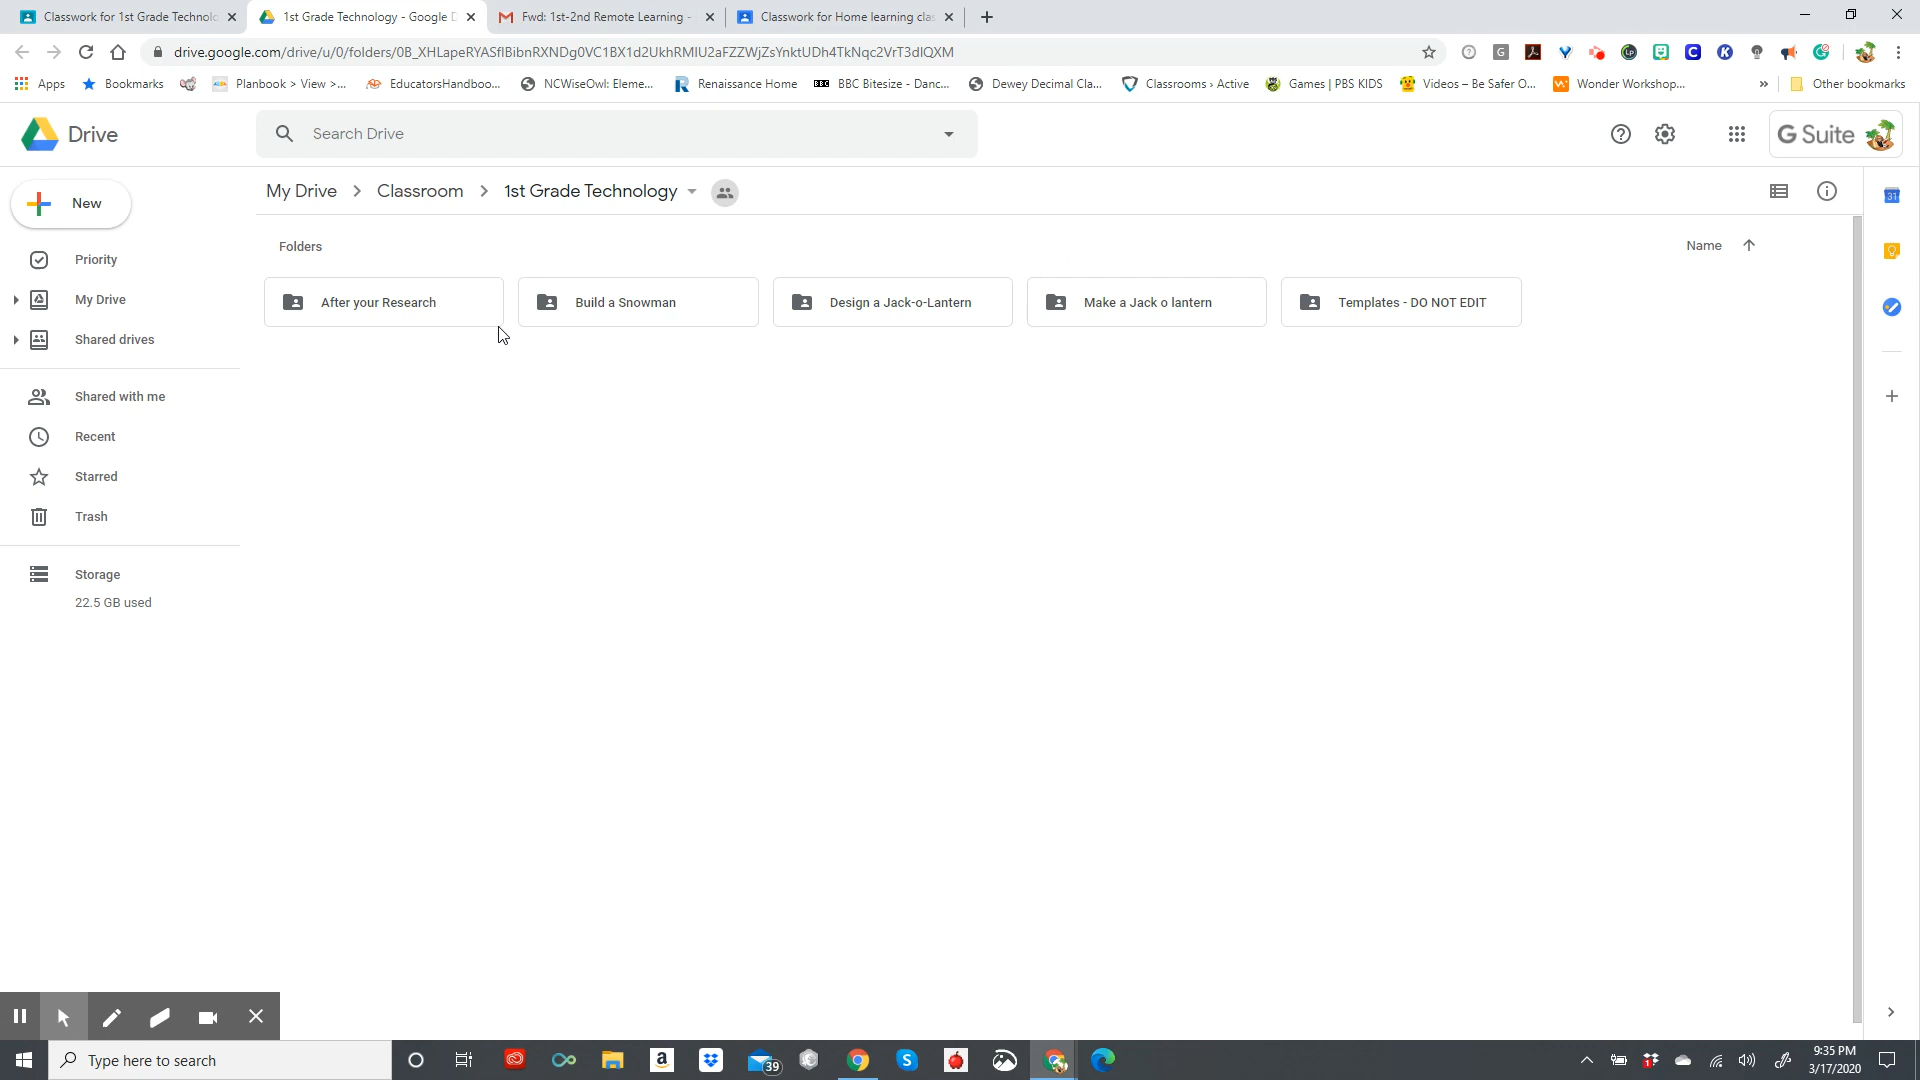 Classwork for 1st Grade Technolo
1st Grade Technology - Google D
Fwd: 1st-2nd Remote Learning -
Classwork for Home learning clas
drive.google.com/drive/u/0/folders/0B_XHLapeRYASflBibnRXNDg0VC1BX1d2UkhRMlU2aFZZWjZsYnktUDh4TkNqc2VrT3dlQXM
Apps
Bookmarks
Planbook > View >...
EducatorsHandboo...
NCWiseOwl: Eleme...
Renaissance Home
BBC Bitesize - Danc...
Dewey Decimal Cla...
Classrooms › Active
Games | PBS KIDS
Videos – Be Safer O...
Wonder Workshop...
»
Other bookmarks
Drive
Search Drive
G Suite
New
My Drive > Classroom > 1st Grade Technology
Folders
Name
After your Research
Build a Snowman
Design a Jack-o-Lantern
Make a Jack o lantern
Templates - DO NOT EDIT
Priority
My Drive
Shared drives
Shared with me
Recent
Starred
Trash
Storage
22.5 GB used
31
Type here to search
39
1
9:35 PM
3/17/2020